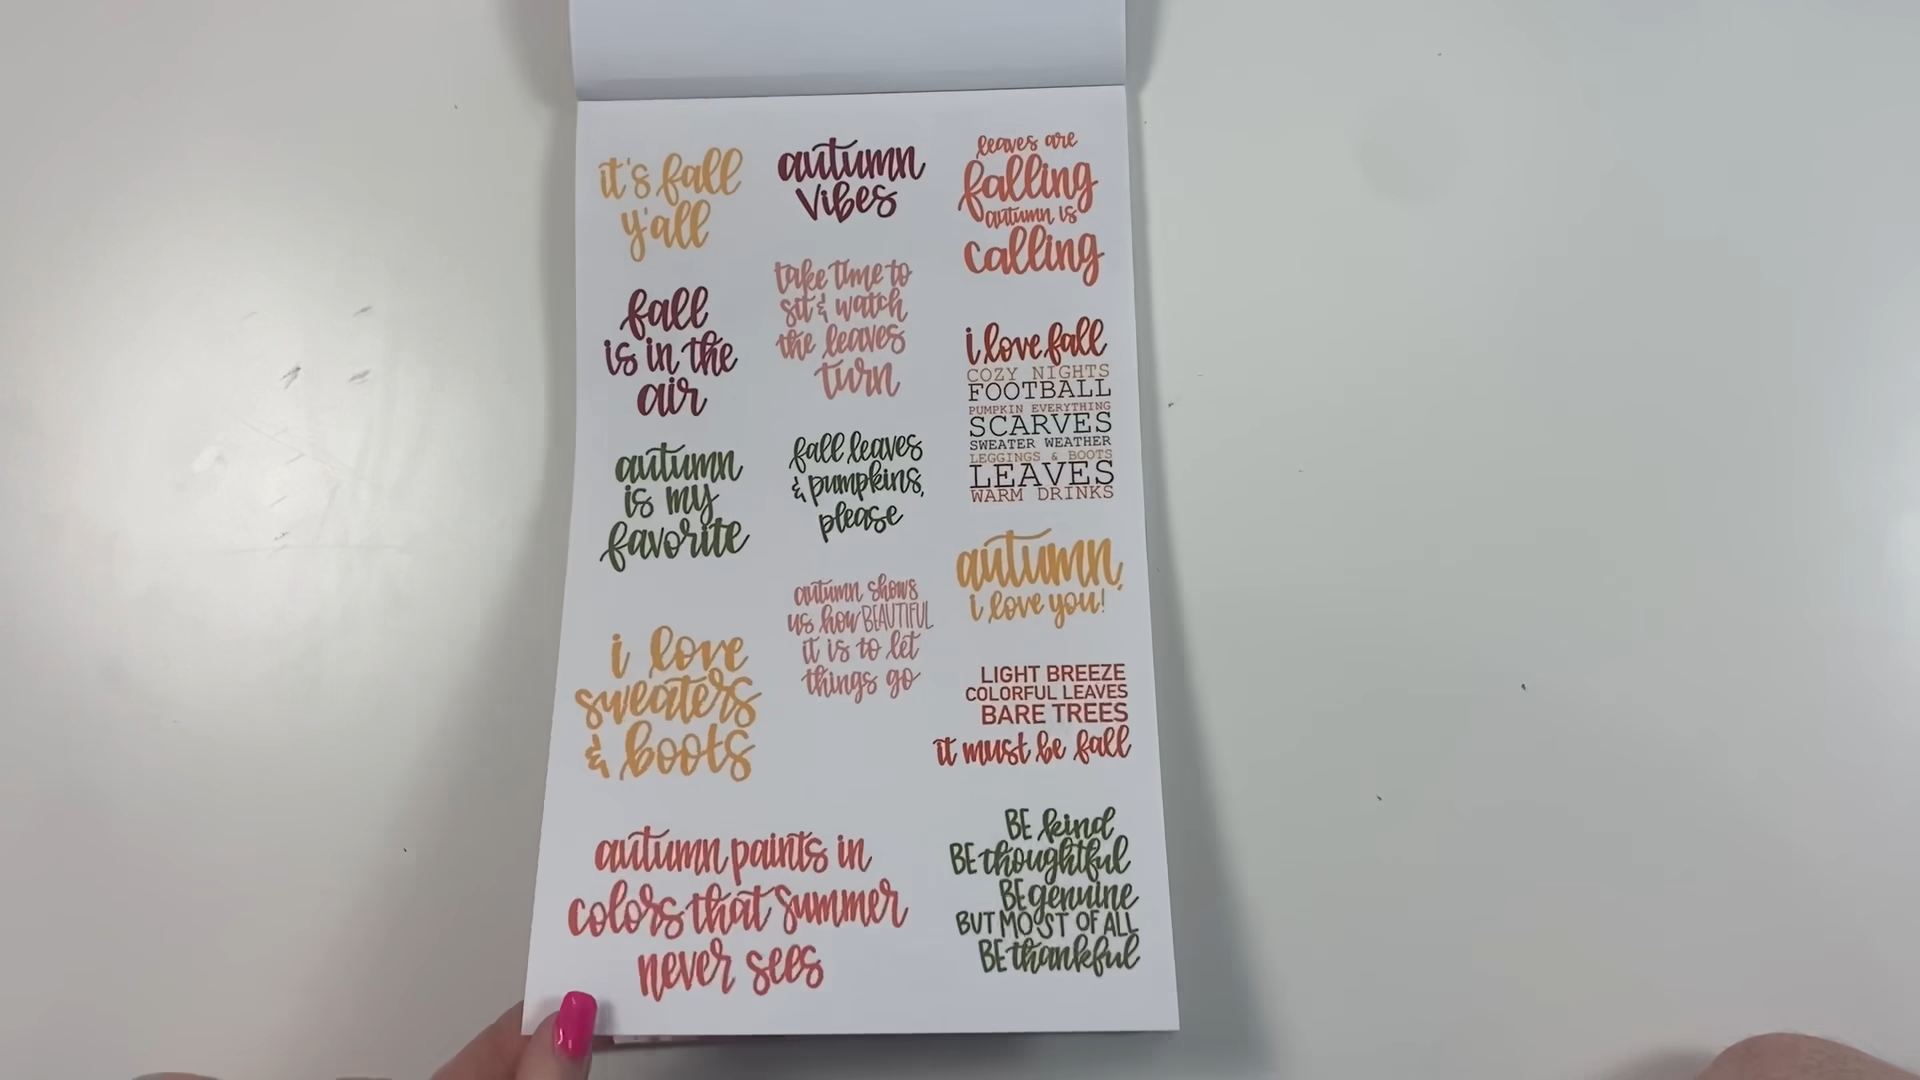 it's fall
y'all
fall
is in the
air
autumn
is my
favorite
i love
sweaters
& boots
autumn paints in
colors that summer
never sees
autumn
vibes
take time to
sit & watch
the leaves
turn
fall leaves
& pumpkins,
please
autumn shows
us how BEAUTIFUL
it is to let
things go
leaves are
falling
autumn is
calling
i love fall
COZY NIGHTS
FOOTBALL
PUMPKIN EVERYTHING
SCARVES
SWEATER WEATHER
LEGGINGS & BOOTS
LEAVES
WARM DRINKS
autumn,
i love you!
LIGHT BREEZE
COLORFUL LEAVES
BARE TREES
it must be fall
BE kind
BE thoughtful
BE genuine
BUT MOST OF ALL
BE thankful